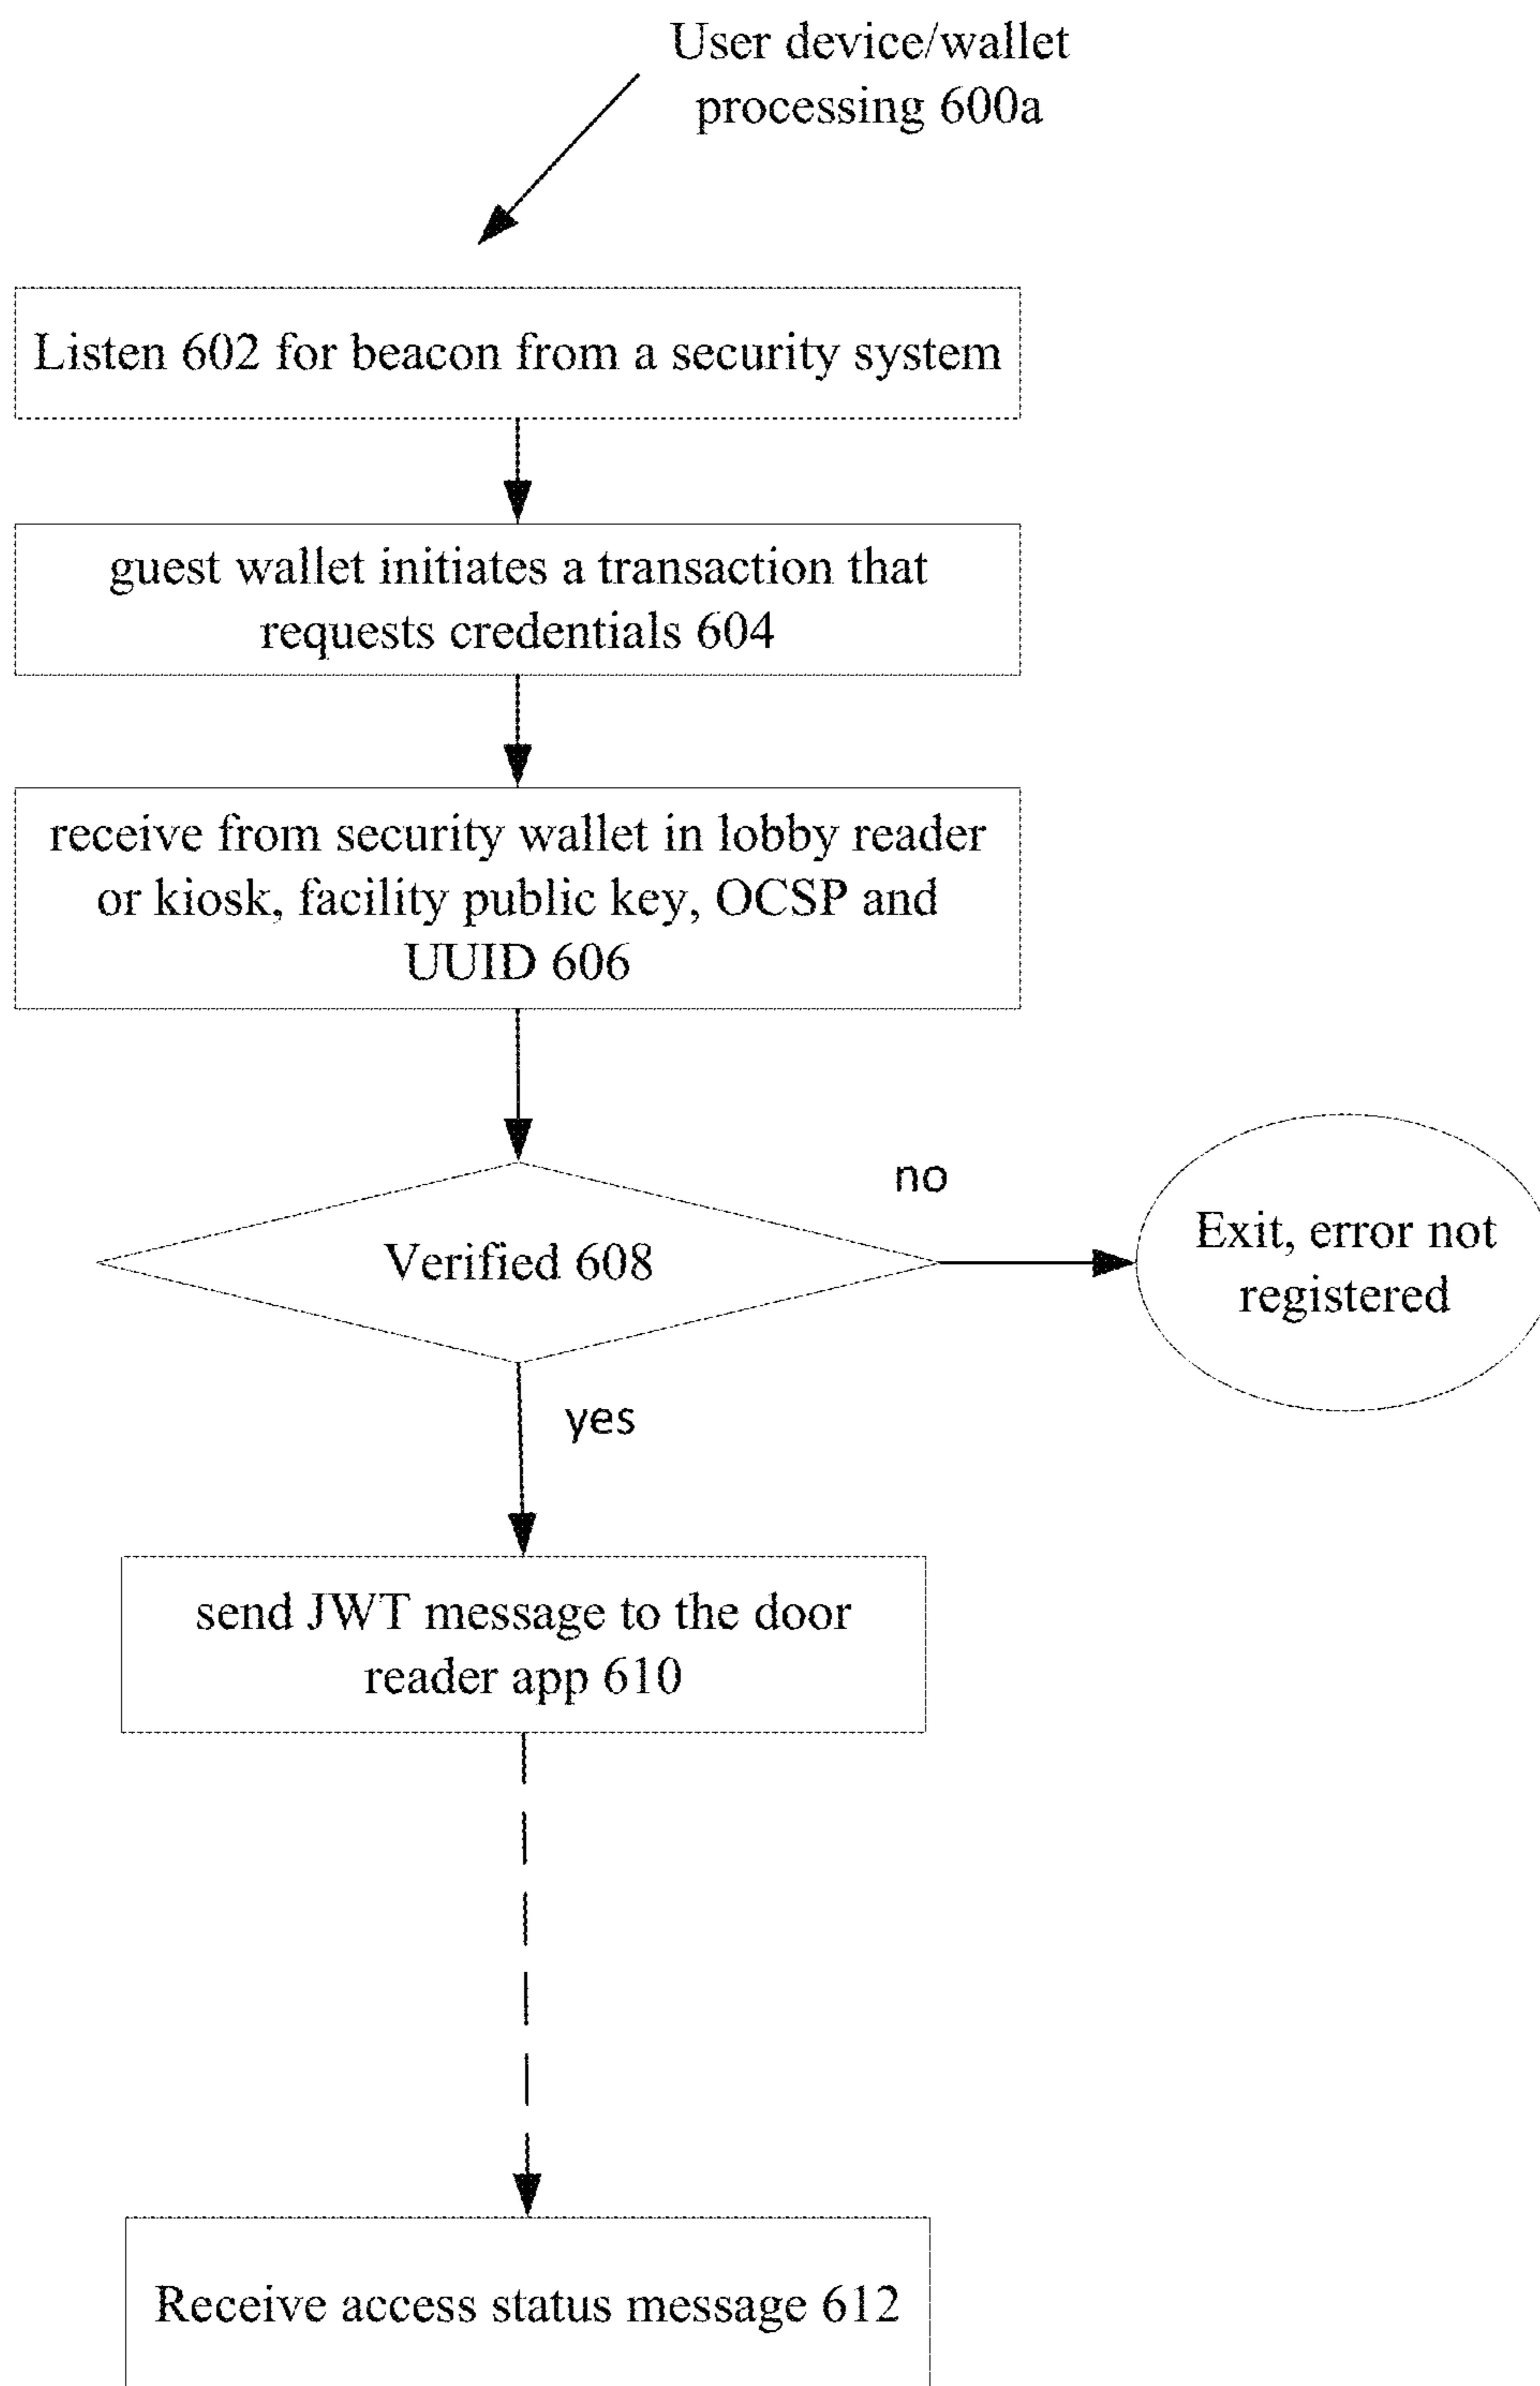 User device/wallet
processing 600a
Listen 602 for beacon from a security system
guest wallet initiates a transaction that
requests credentials 604
receive from security wallet in lobby reader
or kiosk, facility public key, OCSP and
UUID 606
no
Verified 608
Exit, error not
registered
yes
send JWT message to the door
reader app 610
Receive access status message 612